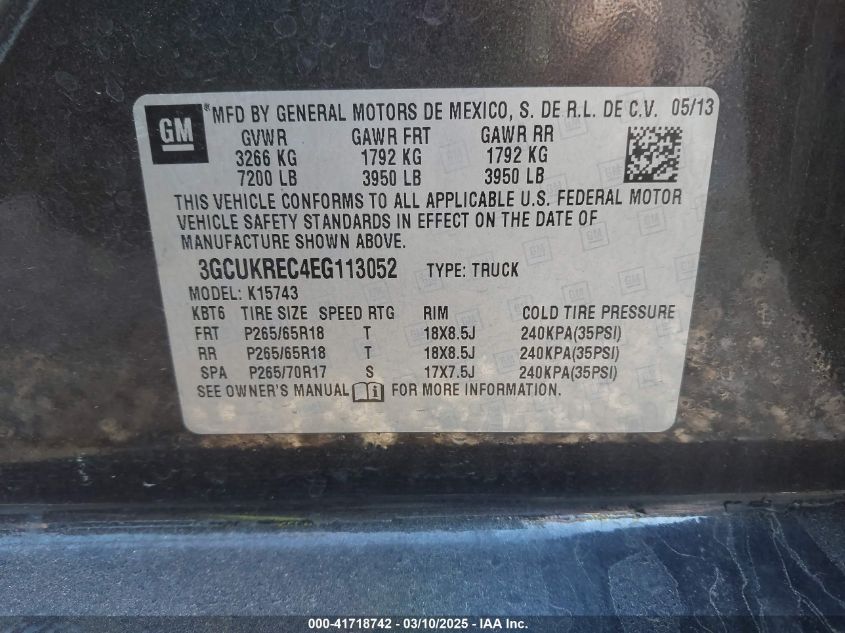 GM
®MFD BY GENERAL MOTORS DE MEXICO, S. DE R.L. DE C.V. 05/13
GVWR GAWR FRT GAWR RR
3266 KG 1792 KG 1792 KG
7200 LB 3950 LB 3950 LB
THIS VEHICLE CONFORMS TO ALL APPLICABLE U.S. FEDERAL MOTOR
VEHICLE SAFETY STANDARDS IN EFFECT ON THE DATE OF
MANUFACTURE SHOWN ABOVE.
3GCUKREC4EG113052 TYPE: TRUCK
MODEL: K15743
KBT6 TIRE SIZE SPEED RTG RIM COLD TIRE PRESSURE
FRT P265/65R18 T 18X8.5J 240KPA(35PSI)
RR P265/65R18 T 18X8.5J 240KPA(35PSI)
SPA P265/70R17 S 17X7.5J 240KPA(35PSI)
SEE OWNER'S MANUAL FOR MORE INFORMATION.
000-41718742 - 03/10/2025 - IAA Inc.